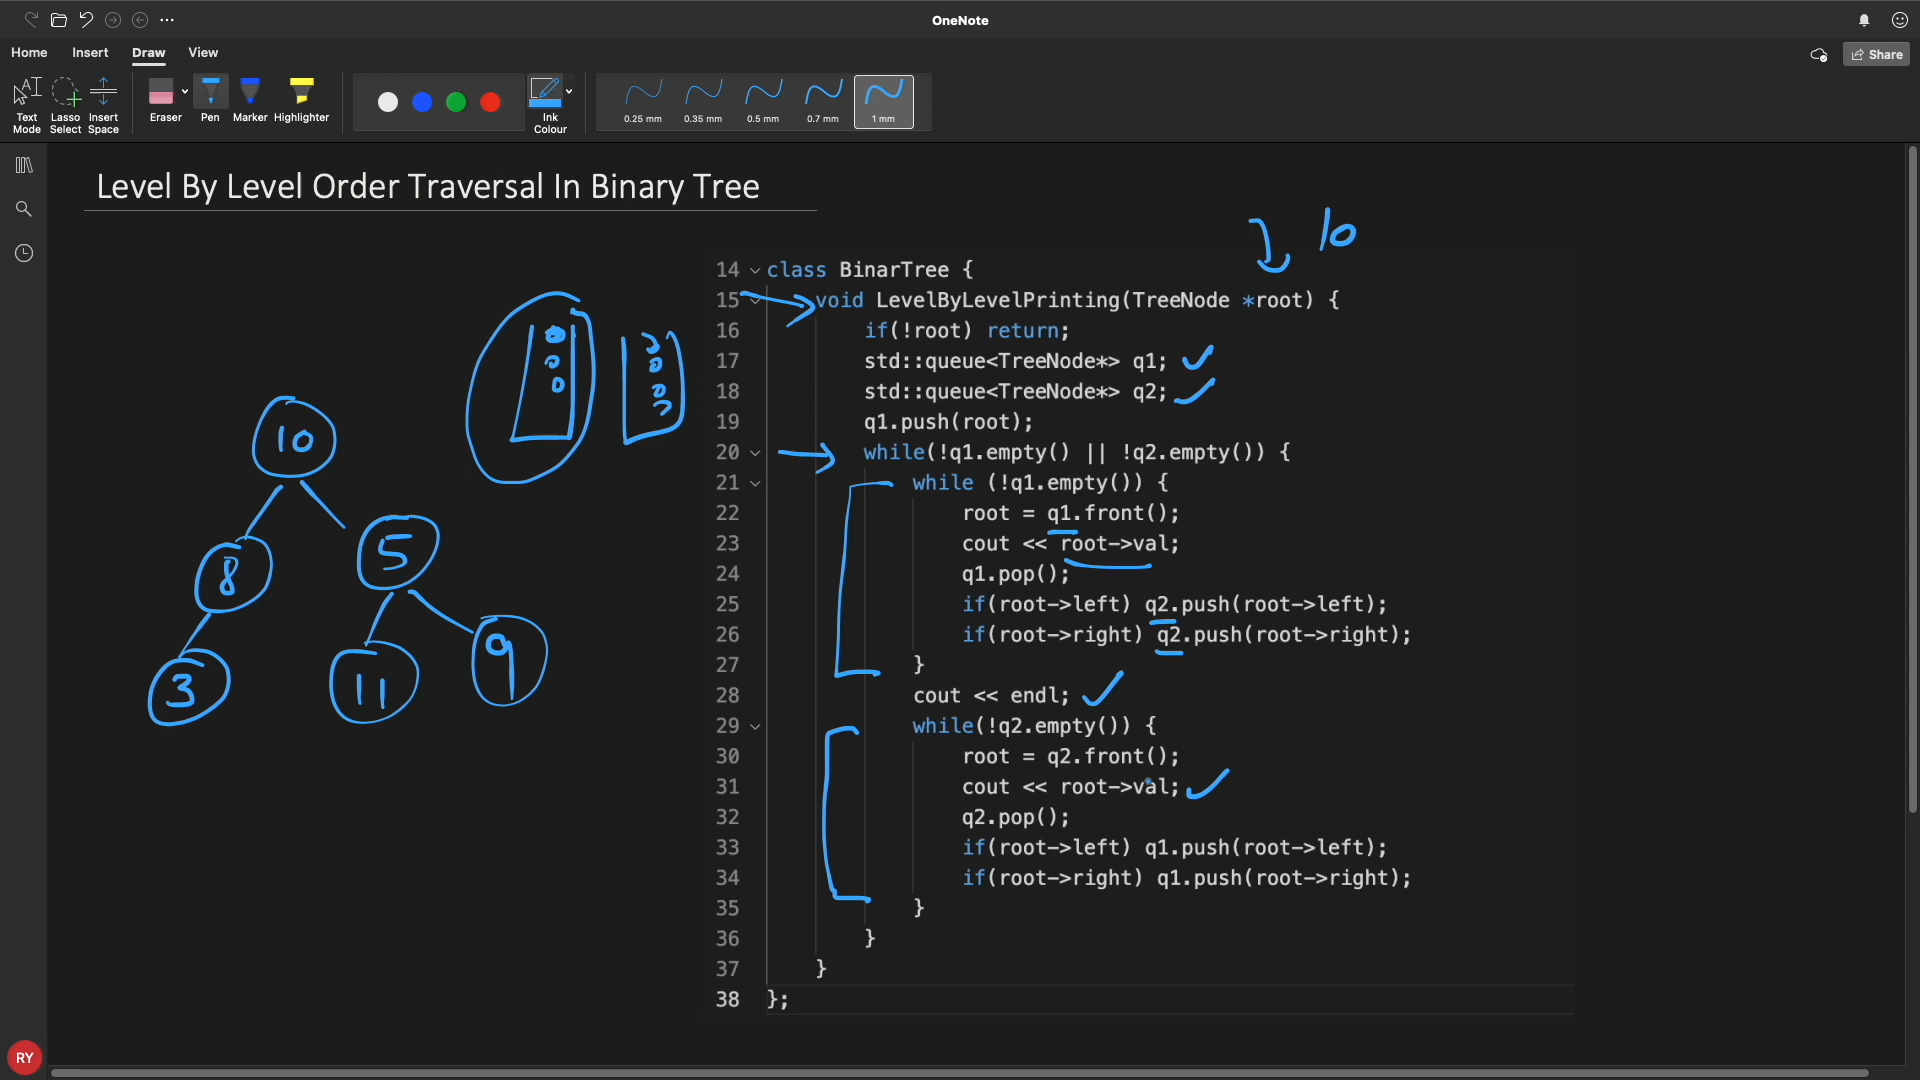 OneNote
Home Insert Draw View
Share
Text Mode
Lasso Select
Insert Space
Eraser
Pen
Marker
Highlighter
Ink Colour
0.25 mm
0.35 mm
0.5 mm
0.7 mm
1 mm
Level By Level Order Traversal In Binary Tree
10
10
8
5
3
11
9
14 class BinarTree {
15 void LevelByLevelPrinting(TreeNode *root) {
16 if(!root) return;
17 std::queue<TreeNode*> q1;
18 std::queue<TreeNode*> q2;
19 q1.push(root);
20 while(!q1.empty() || !q2.empty()) {
21 while (!q1.empty()) {
22 root = q1.front();
23 cout << root->val;
24 q1.pop();
25 if(root->left) q2.push(root->left);
26 if(root->right) q2.push(root->right);
27 }
28 cout << endl;
29 while(!q2.empty()) {
30 root = q2.front();
31 cout << root->val;
32 q2.pop();
33 if(root->left) q1.push(root->left);
34 if(root->right) q1.push(root->right);
35 }
36 }
37 }
38 };
RY